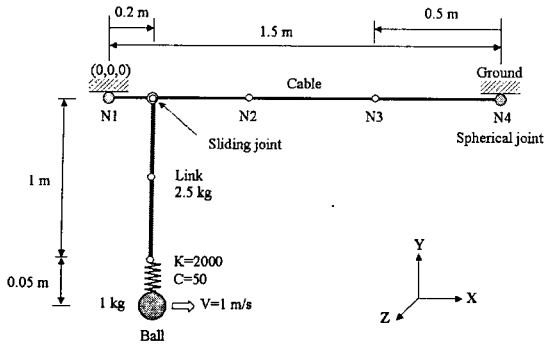 0.2 m
0.5 m
1.5 m
(0,0,0)
Ground
Cable
N1
N2
N3
N4
Sliding joint
Spherical joint
1 m
Link
2.5 kg
K=2000
C=50
0.05 m
1 kg
V=1 m/s
Ball
Y
X
Z